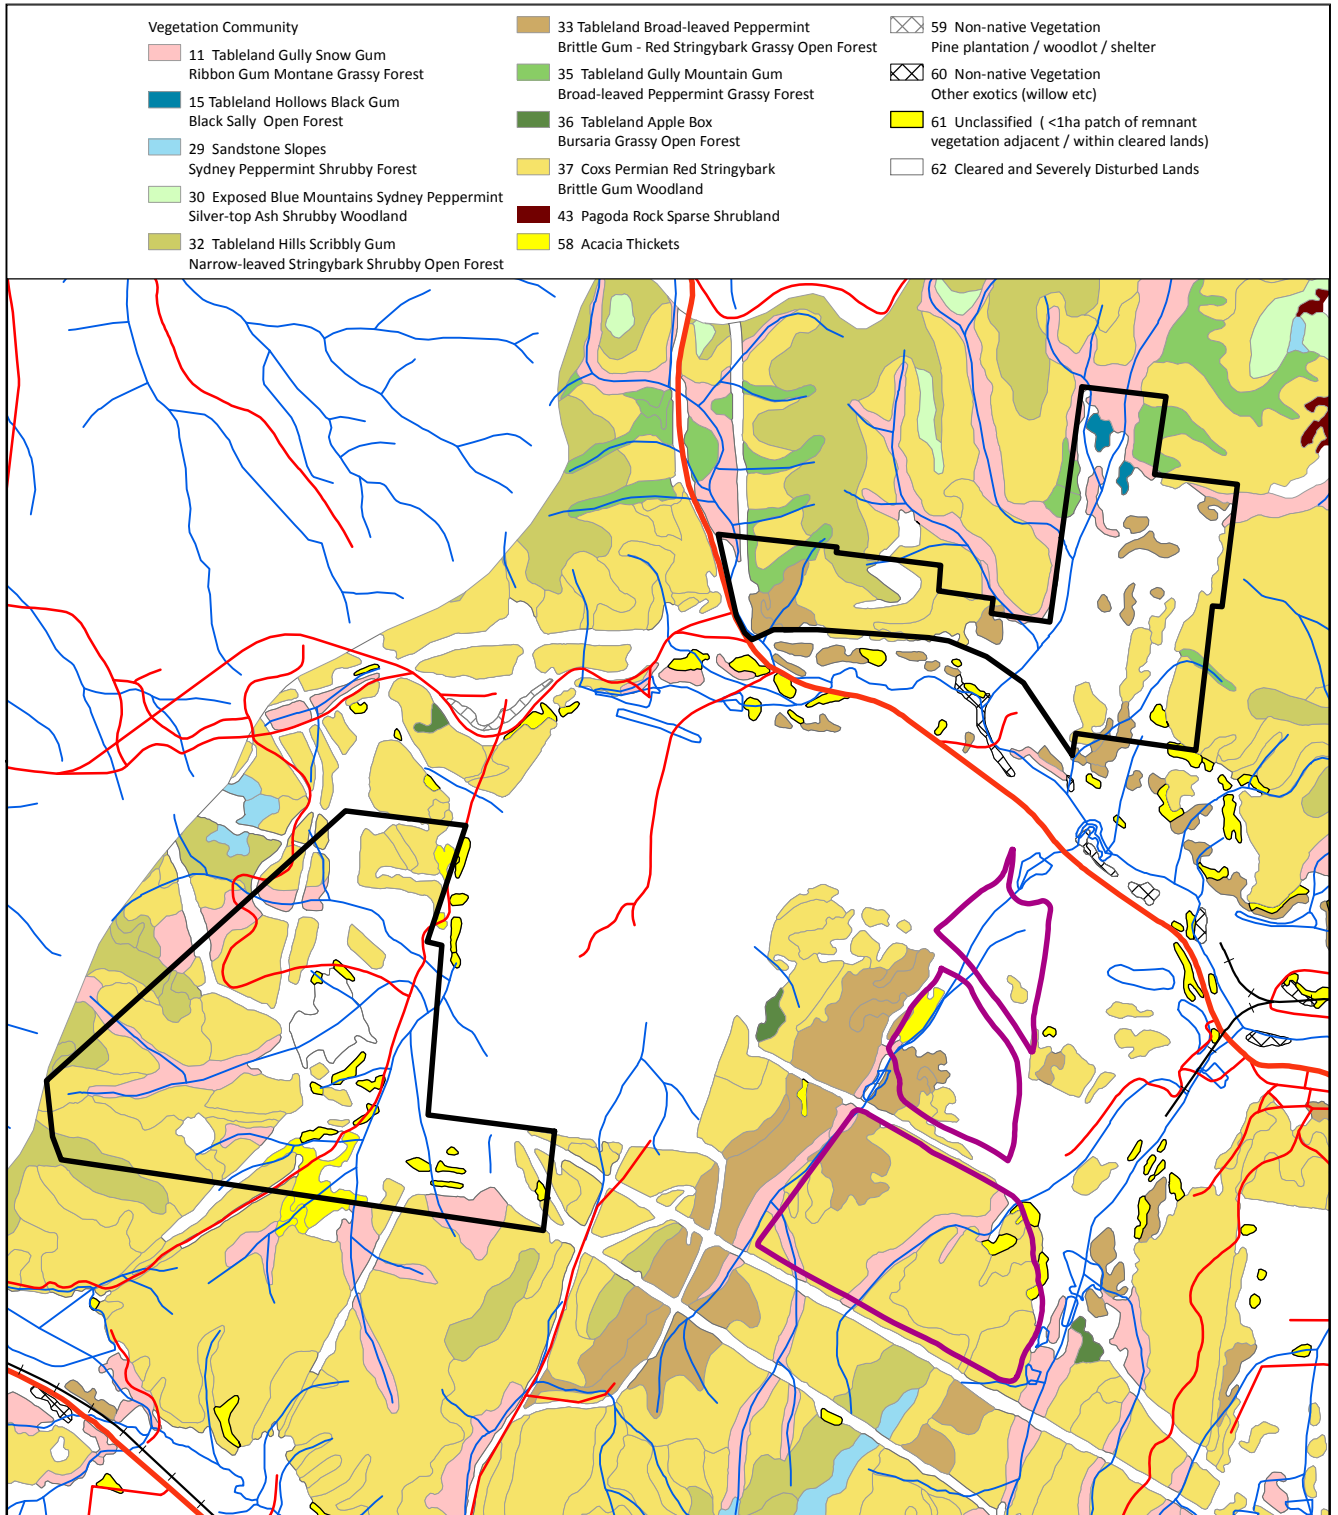 Vegetation Community
11 Tableland Gully Snow Gum
Ribbon Gum Montane Grassy Forest
15 Tableland Hollows Black Gum
Black Sally Open Forest
29 Sandstone Slopes
Sydney Peppermint Shrubby Forest
30 Exposed Blue Mountains Sydney Peppermint
Silver-top Ash Shrubby Woodland
32 Tableland Hills Scribbly Gum
Narrow-leaved Stringybark Shrubby Open Forest
33 Tableland Broad-leaved Peppermint
Brittle Gum - Red Stringybark Grassy Open Forest
35 Tableland Gully Mountain Gum
Broad-leaved Peppermint Grassy Forest
36 Tableland Apple Box
Bursaria Grassy Open Forest
37 Coxs Permian Red Stringybark
Brittle Gum Woodland
43 Pagoda Rock Sparse Shrubland
58 Acacia Thickets
59 Non-native Vegetation
Pine plantation / woodlot / shelter
60 Non-native Vegetation
Other exotics (willow etc)
61 Unclassified ( <1ha patch of remnant
vegetation adjacent / within cleared lands)
62 Cleared and Severely Disturbed Lands